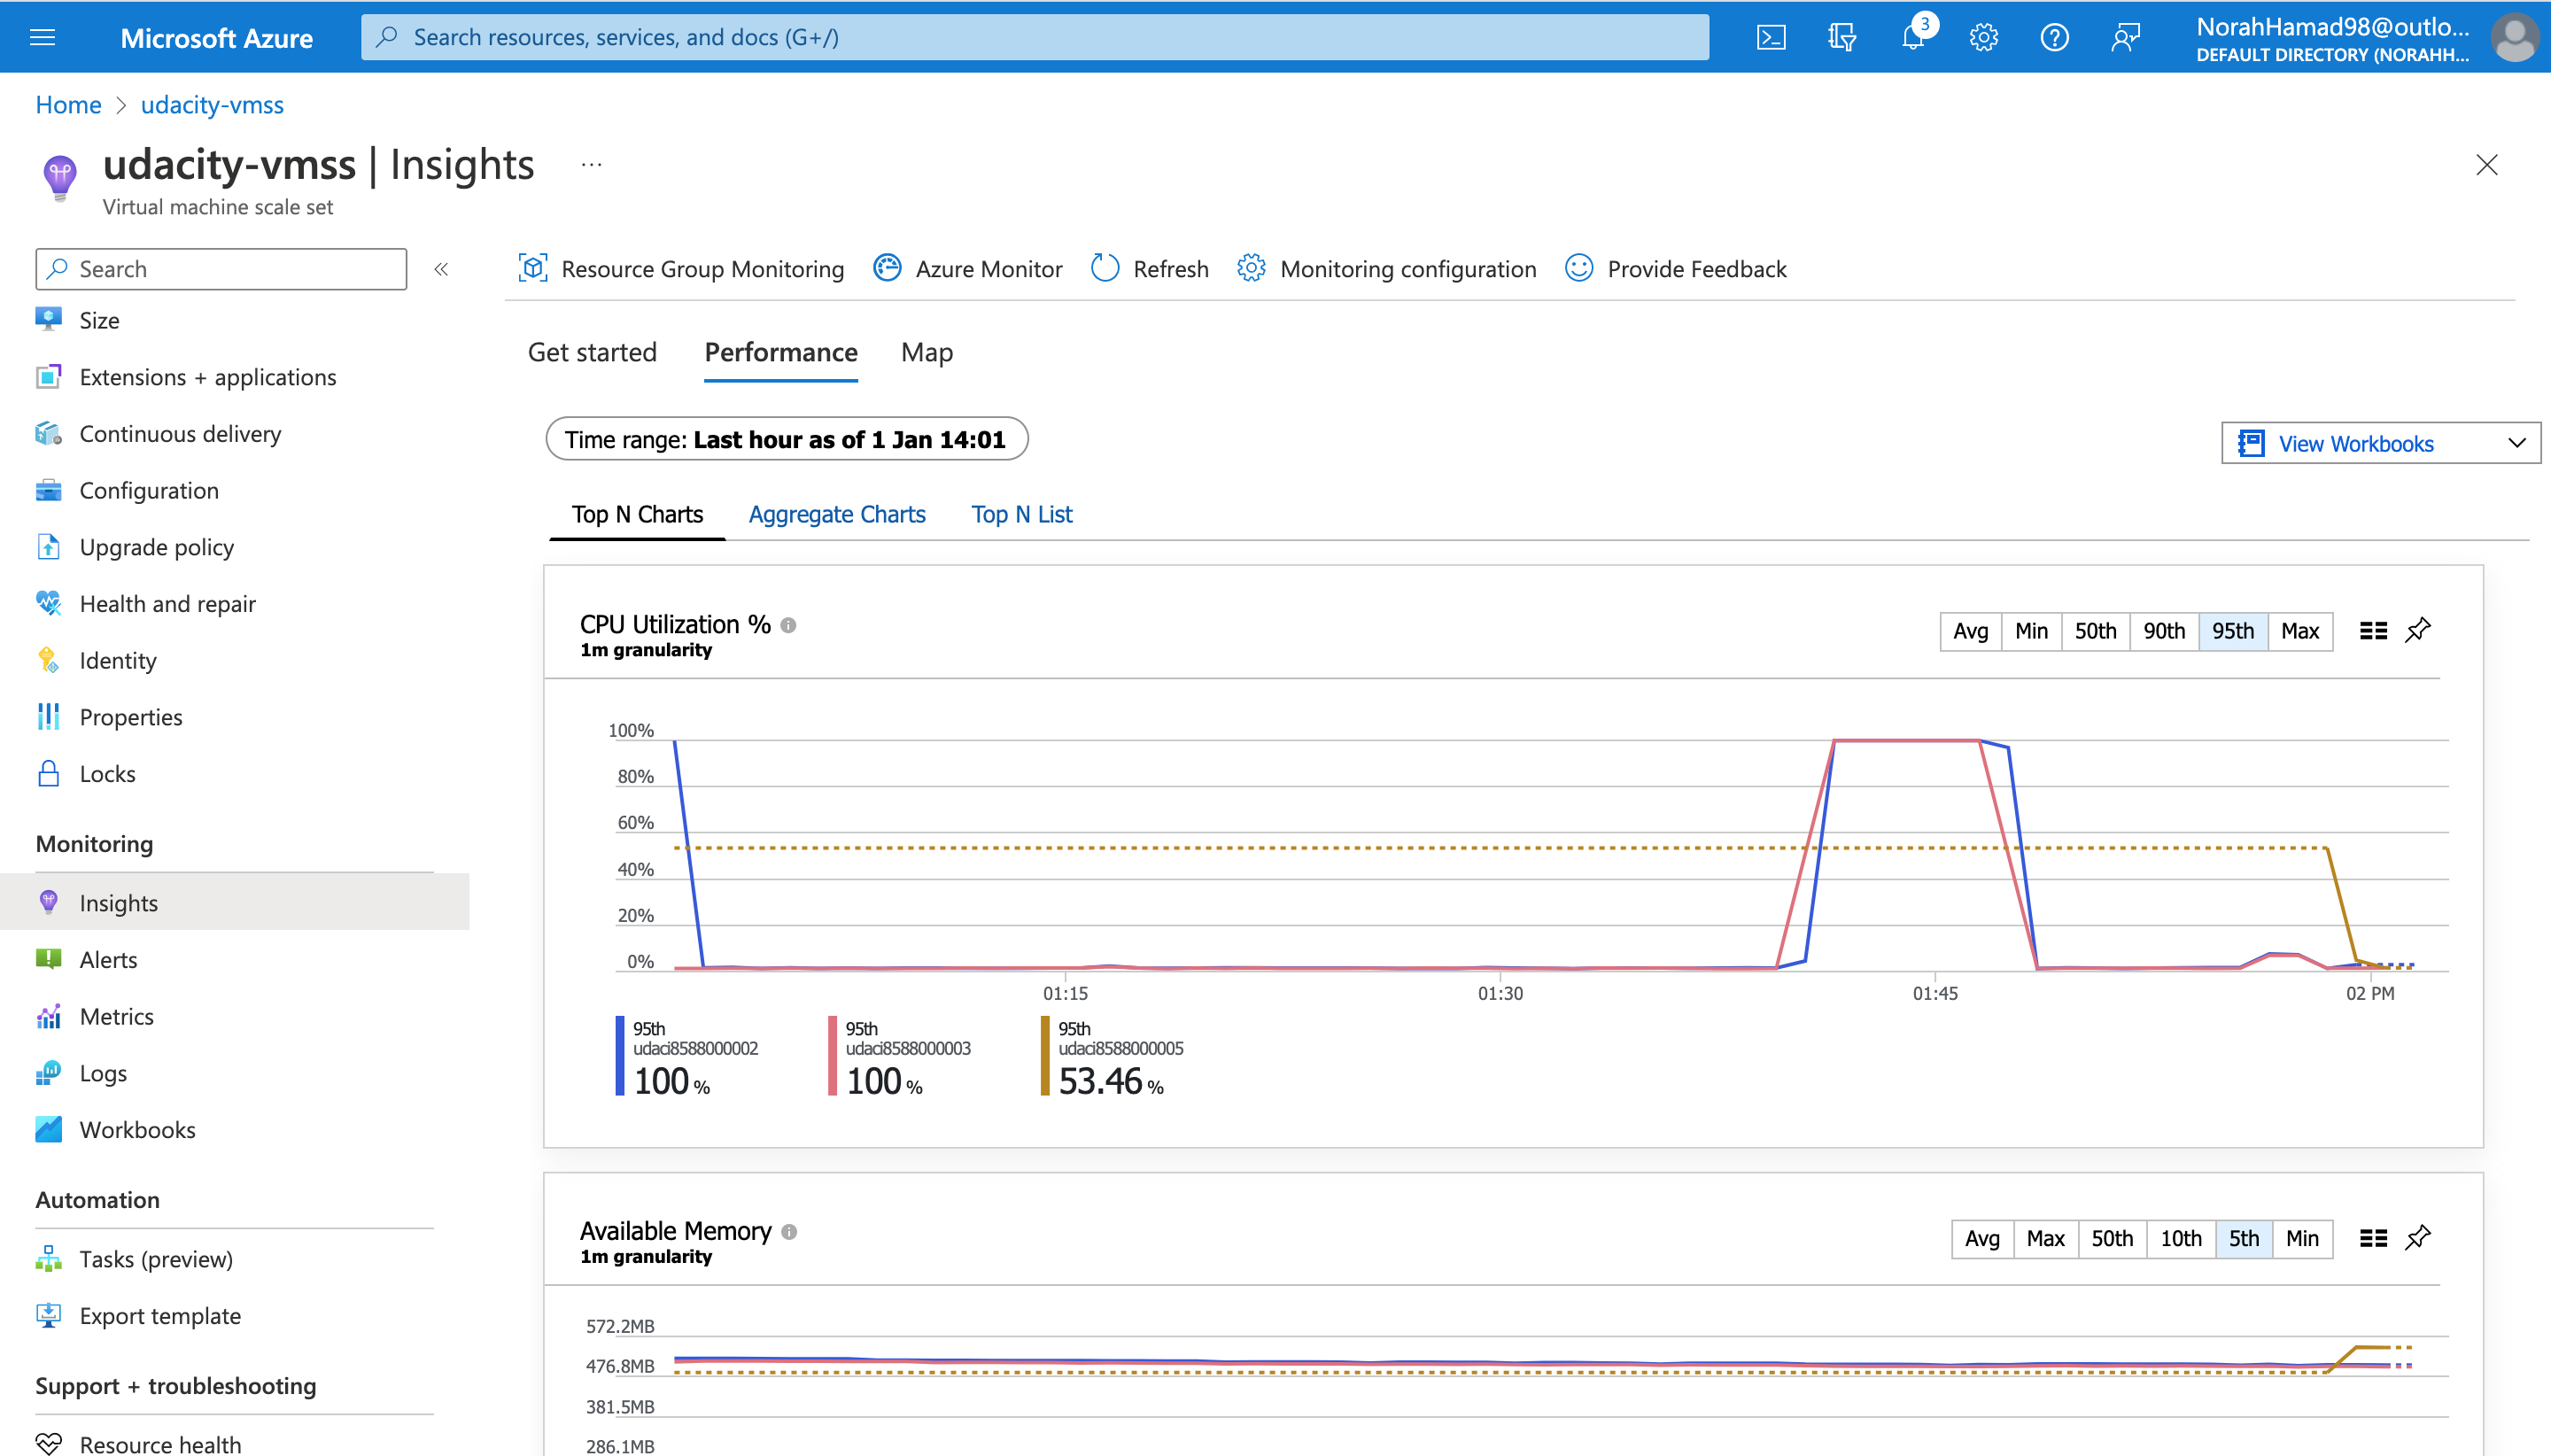 Microsoft Azure
Search resources, services, and docs (G+/)
3
NorahHamad98@outlo...
DEFAULT DIRECTORY (NORAHH...
Home > udacity-vmss
udacity-vmss | Insights ...
Virtual machine scale set
Search
«
Size
Extensions + applications
Continuous delivery
Configuration
Upgrade policy
Health and repair
Identity
Properties
Locks
Monitoring
Insights
Alerts
Metrics
Logs
Workbooks
Automation
Tasks (preview)
Export template
Support + troubleshooting
Resource health
Resource Group Monitoring
Azure Monitor
Refresh
Monitoring configuration
Provide Feedback
Get started
Performance
Map
Time range: Last hour as of 1 Jan 14:01
View Workbooks
Top N Charts
Aggregate Charts
Top N List
CPU Utilization %
1m granularity
Avg
Min
50th
90th
95th
Max
100%
80%
60%
40%
20%
0%
01:15
01:30
01:45
02 PM
95th
udaci8588000002
100 %
95th
udaci8588000003
100 %
95th
udaci8588000005
53.46 %
Available Memory
1m granularity
Avg
Max
50th
10th
5th
Min
572.2MB
476.8MB
381.5MB
286.1MB